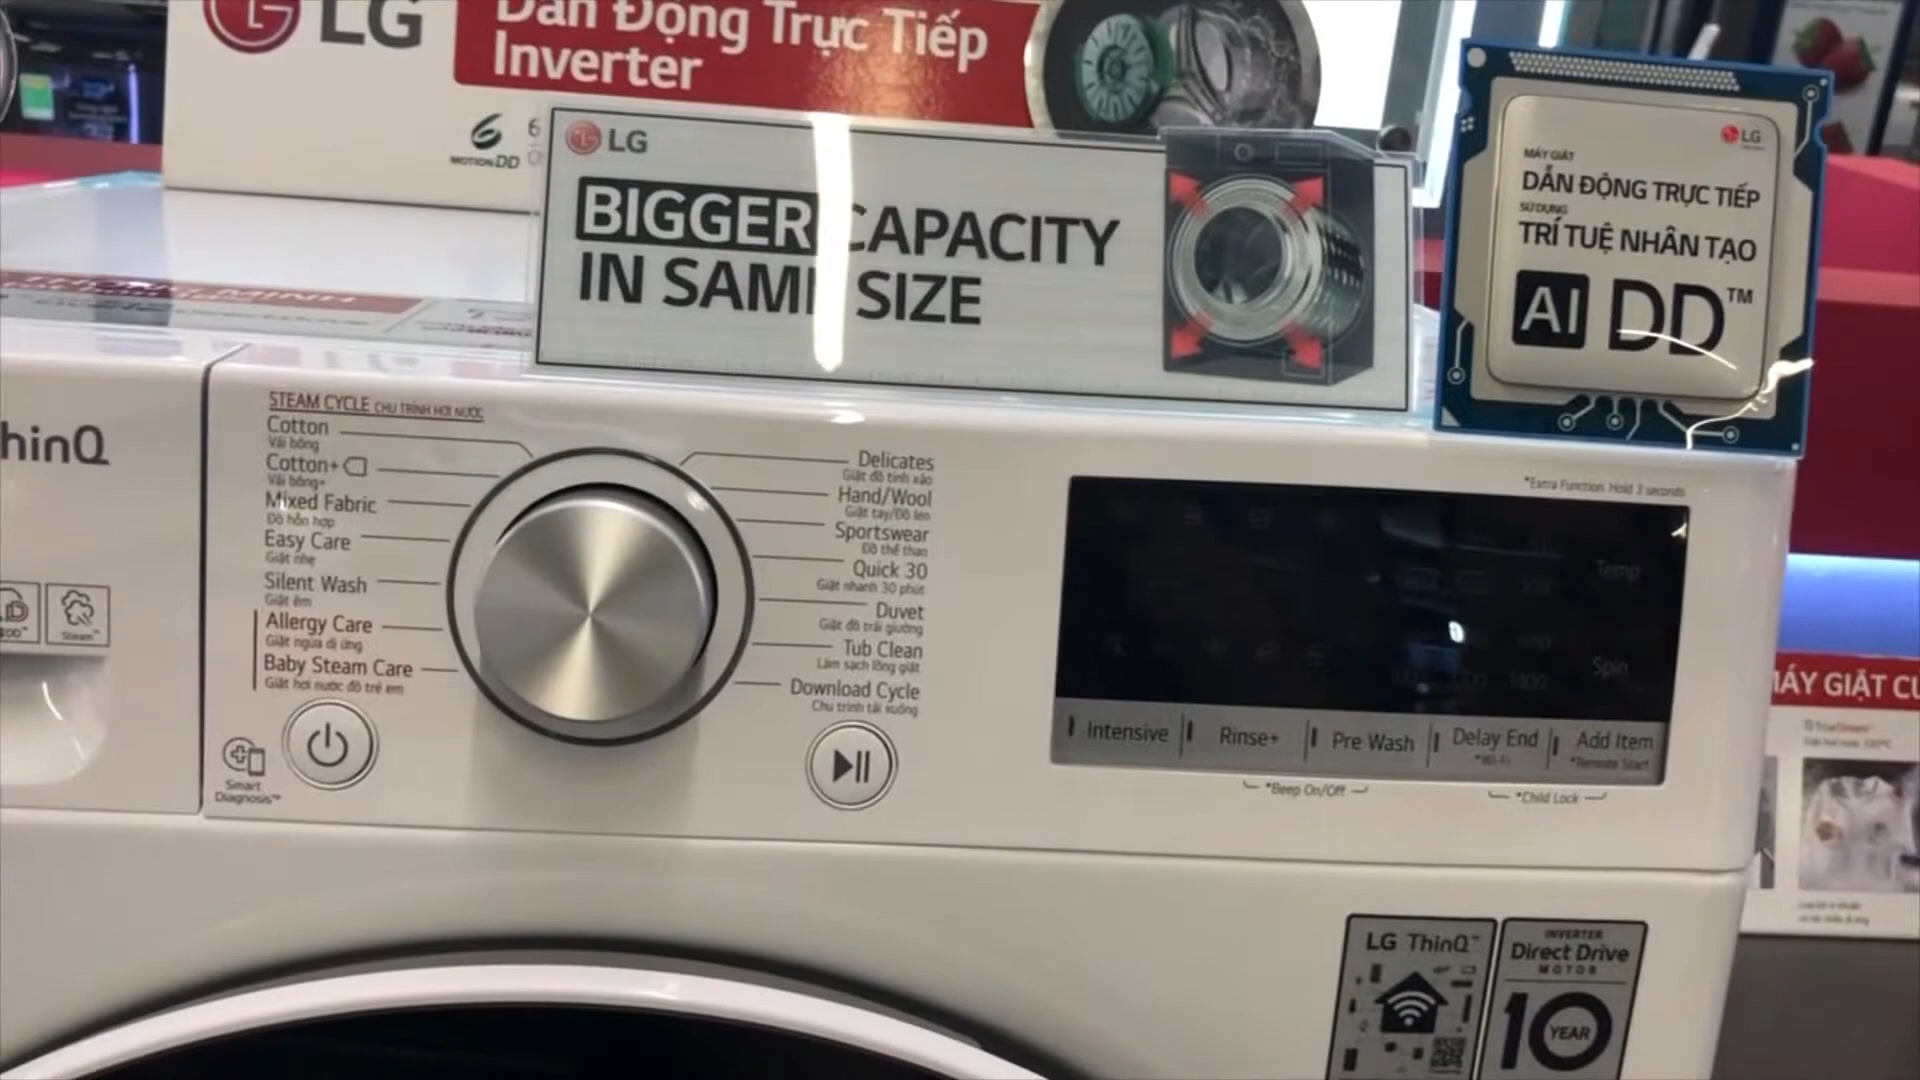 LG
Dẫn Động Trực Tiếp
Inverter
6
MOTION DD
LG
BIGGER CAPACITY
IN SAME SIZE
LG
MÁY GIẶT
DẪN ĐỘNG TRỰC TIẾP
SỬ DỤNG
TRÍ TUỆ NHÂN TẠO
AI DD™
hinQ
Steam™
STEAM CYCLE CHU TRÌNH HƠI NƯỚC
Cotton
Vải bông
Cotton+
Vải bông+
Mixed Fabric
Đồ hỗn hợp
Easy Care
Giặt nhẹ
Silent Wash
Giặt êm
Allergy Care
Giặt ngừa dị ứng
Baby Steam Care
Giặt hơi nước đồ trẻ em
Delicates
Giặt đồ tinh xảo
Hand/Wool
Giặt tay/Đồ len
Sportswear
Đồ thể thao
Quick 30
Giặt nhanh 30 phút
Duvet
Giặt đồ trải giường
Tub Clean
Làm sạch lồng giặt
Download Cycle
Chu trình tải xuống
Smart
Diagnosis™
*Extra Function Hold 3 seconds
Temp
Spin
1400
Intensive
Rinse+
Pre Wash
Delay End
*Wi-Fi
Add Item
*Remote Start
*Beep On/Off
*Child Lock
MÁY GIẶT CỬ
LG ThinQ™
INVERTER
Direct Drive
MOTOR
10 YEAR